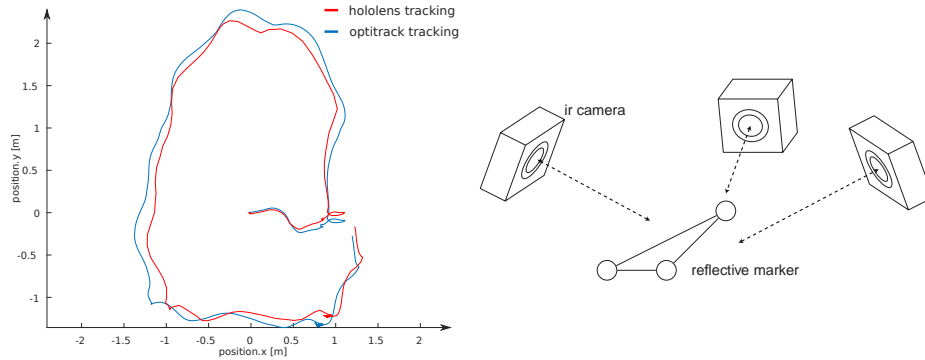 hololens tracking
optitrack tracking
2
1.5
1
0.5
0
-0.5
-1
position.y [m]
-2
-1.5
-1
-0.5
0
0.5
1
1.5
2
position.x [m]
ir camera
reflective marker